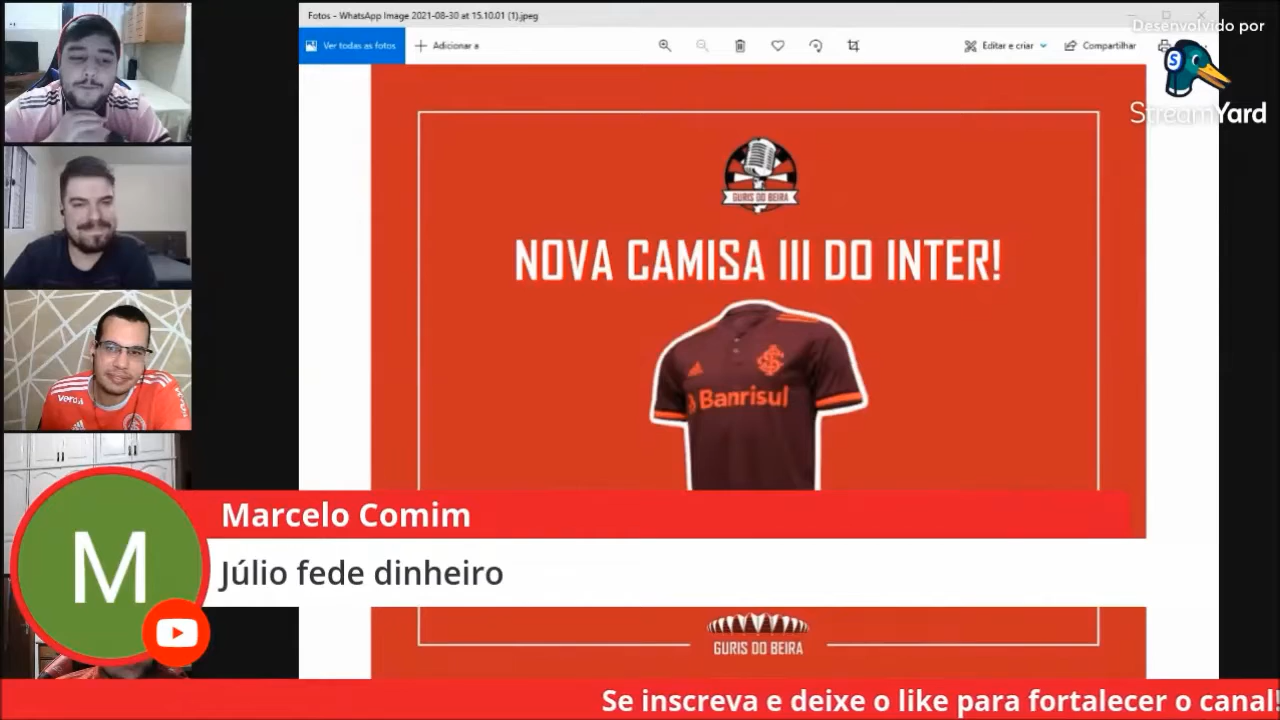 Fotos - WhatsApp Image 2021-08-30 at 15.10.01 (1).jpeg
Ver todas as fotos
Adicionar a
Editar e criar
Compartilhar
Desenvolvido por
S
StreamYard
GURIS DO BEIRA
NOVA CAMISA III DO INTER!
Banrisul
verda
M
Marcelo Comim
Júlio fede dinheiro
GURIS DO BEIRA
Se inscreva e deixe o like para fortalecer o canal!